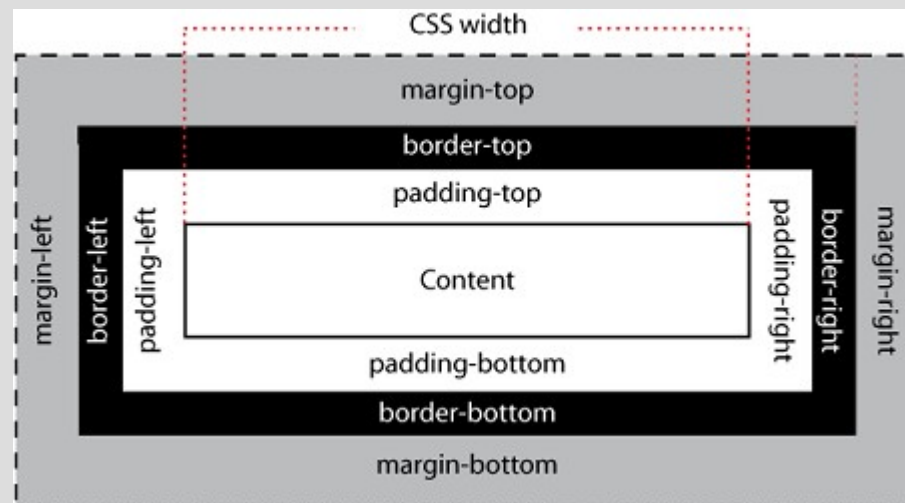 CSS width
margin-top
border-top
padding-top
margin-left
border-left
padding-left
Content
padding-right
border-right
margin-right
padding-bottom
border-bottom
margin-bottom